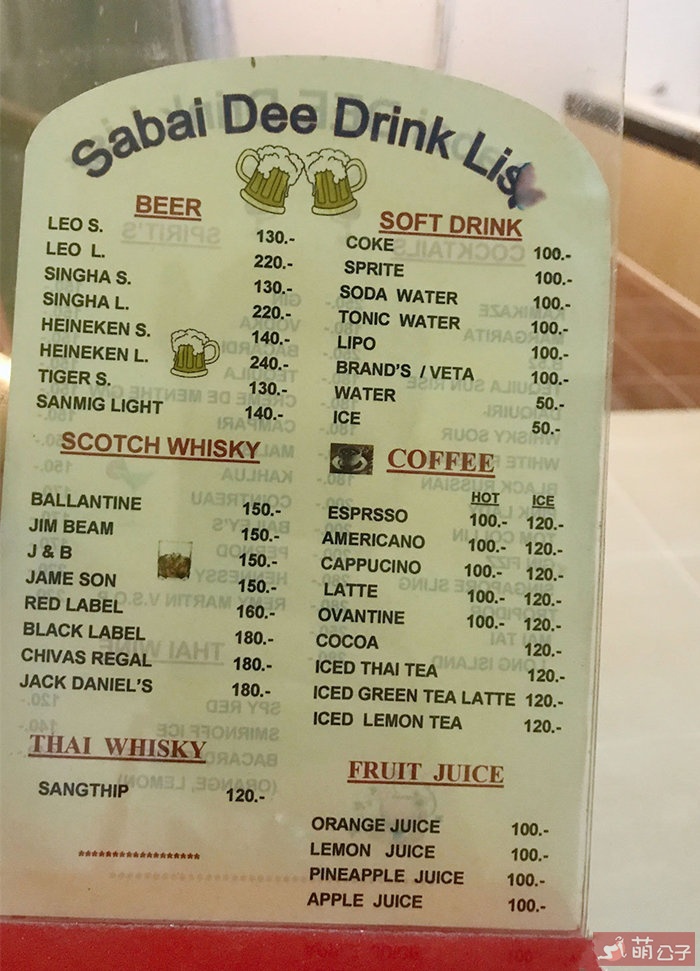 Sabai Dee Drink Lis
BEER
LEO S. 130.-
LEO L. 220.-
SINGHA S. 130.-
SINGHA L. 220.-
HEINEKEN S. 140.-
HEINEKEN L. 240.-
TIGER S. 130.-
SANMIG LIGHT 140.-
SCOTCH WHISKY
BALLANTINE 150.-
JIM BEAM 150.-
J & B 150.-
JAME SON 150.-
RED LABEL 160.-
BLACK LABEL 180.-
CHIVAS REGAL 180.-
JACK DANIEL'S 180.-
THAI WHISKY
SANGTHIP 120.-
*******************
SOFT DRINK
COKE 100.-
SPRITE 100.-
SODA WATER 100.-
TONIC WATER 100.-
LIPO 100.-
BRAND'S / VETA 100.-
WATER 50.-
ICE 50.-
COFFEE
HOT ICE
ESPRSSO 100.- 120.-
AMERICANO 100.- 120.-
CAPPUCINO 100.- 120.-
LATTE 100.- 120.-
OVANTINE 100.- 120.-
COCOA 120.-
ICED THAI TEA 120.-
ICED GREEN TEA LATTE 120.-
ICED LEMON TEA 120.-
FRUIT JUICE
ORANGE JUICE 100.-
LEMON JUICE 100.-
PINEAPPLE JUICE 100.-
APPLE JUICE 100.-
萌公子